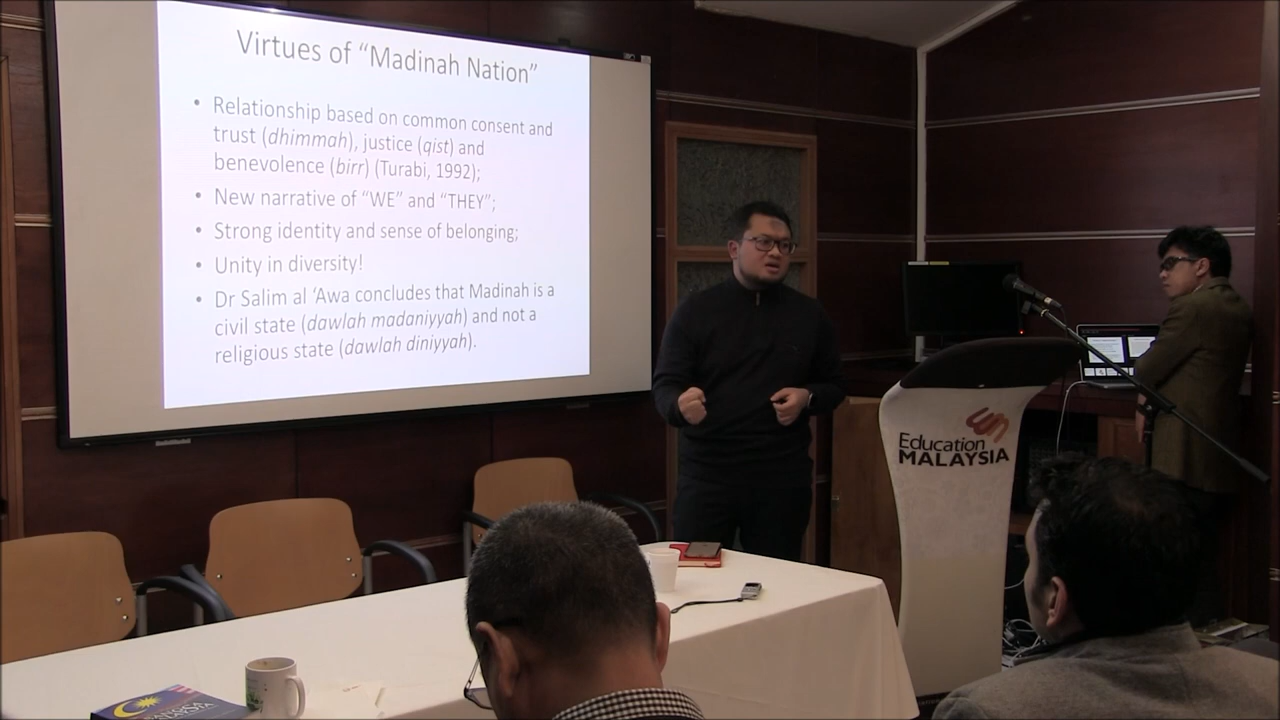 Virtues of “Madinah Nation”
• Relationship based on common consent and
trust (dhimmah), justice (qist) and
benevolence (birr) (Turabi, 1992);
• New narrative of “WE” and “THEY”;
• Strong identity and sense of belonging;
• Unity in diversity!
• Dr Salim al ‘Awa concludes that Madinah is a
civil state (dawlah madaniyyah) and not a
religious state (dawlah diniyyah).
Education
MALAYSIA